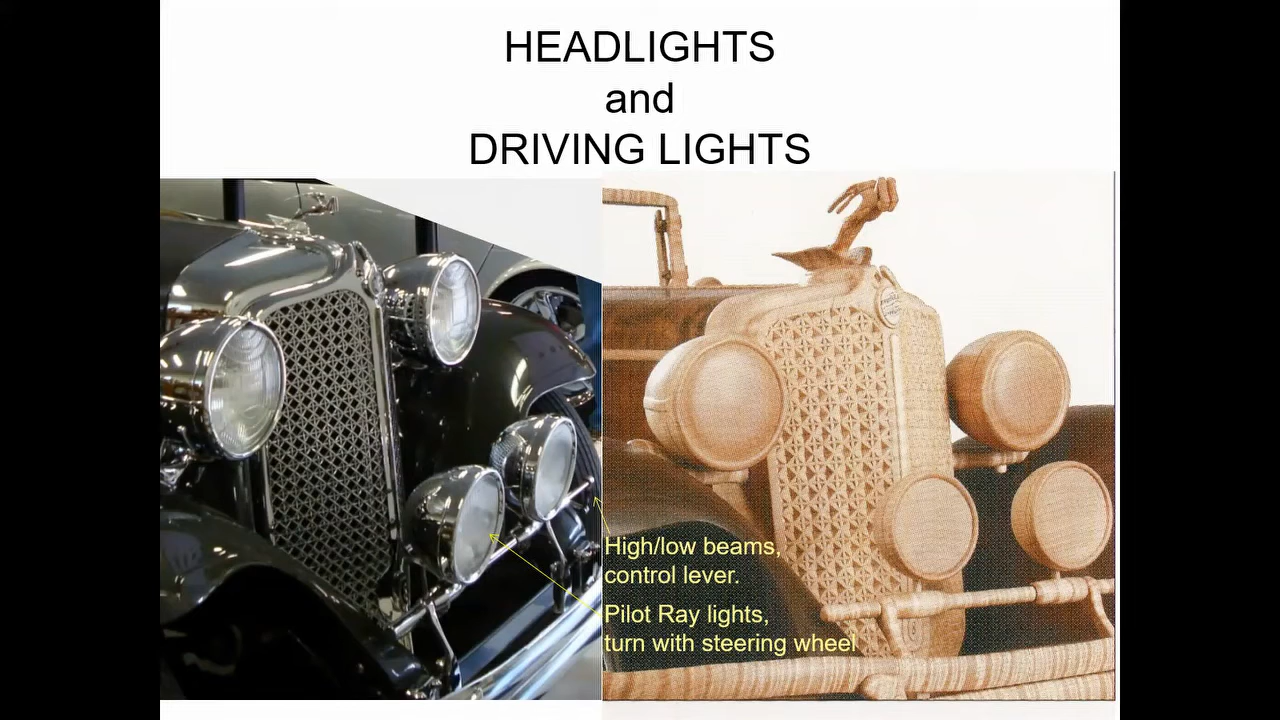 HEADLIGHTS
and
DRIVING LIGHTS
High/low beams,
control lever.
Pilot Ray lights,
turn with steering wheel